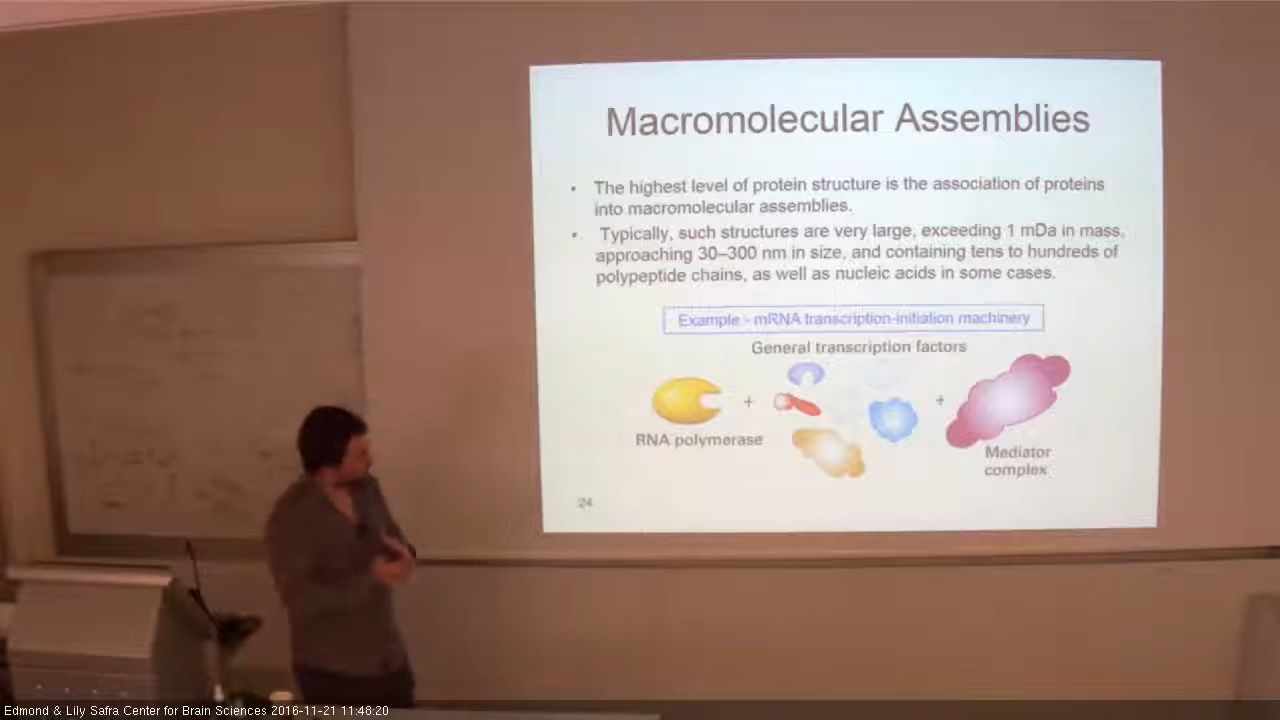 Macromolecular Assemblies
• The highest level of protein structure is the association of proteins
into macromolecular assemblies.
• Typically, such structures are very large, exceeding 1 mDa in mass,
approaching 30–300 nm in size, and containing tens to hundreds of
polypeptide chains, as well as nucleic acids in some cases.
Example - mRNA transcription-initiation machinery
General transcription factors
+
+
RNA polymerase
Mediator
complex
24
Edmond & Lily Safra Center for Brain Sciences 2016-11-21 11:48:20